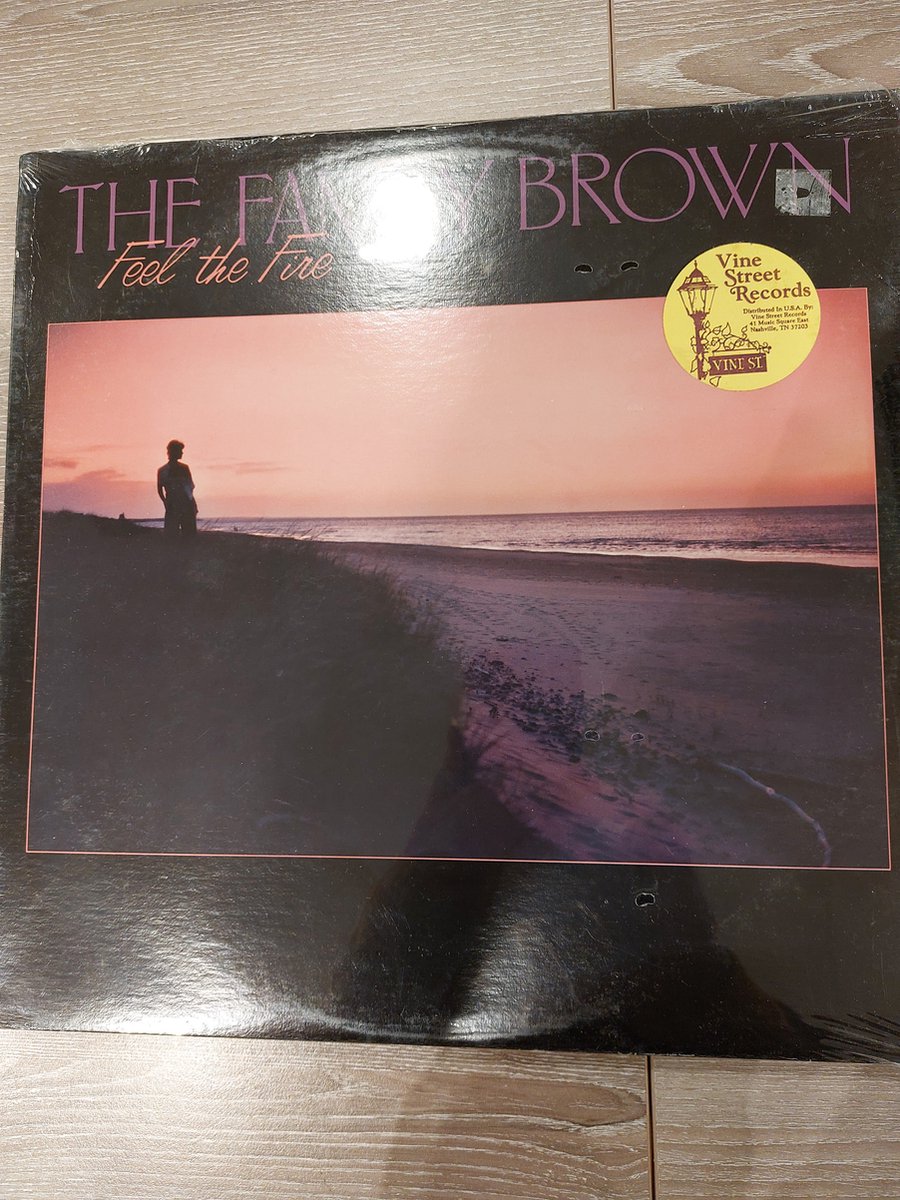 THE FAMILY BROWN
Feel the Fire
Vine
Street
Records
Distributed In U.S.A. By:
Vine Street Records
41 Music Square East
Nashville, TN 37203
VINE ST.